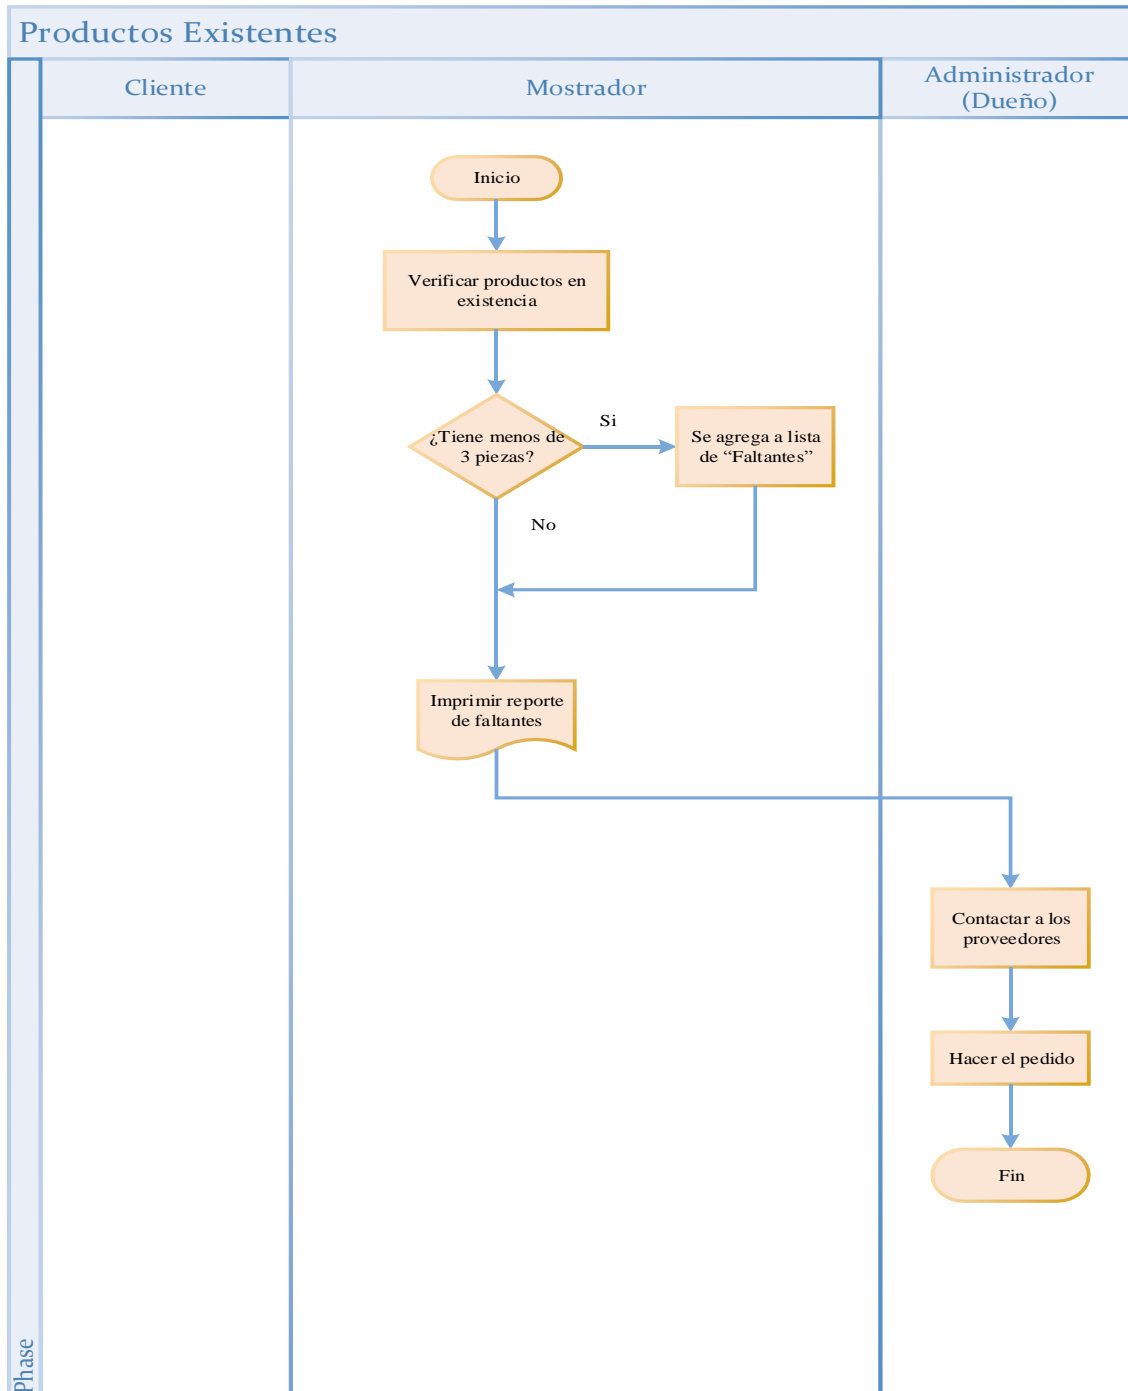 Productos Existentes
Cliente
Mostrador
Administrador
(Dueño)
Inicio
Verificar productos en
existencia
¿Tiene menos de
3 piezas?
Si
Se agrega a lista
de “Faltantes”
No
Imprimir reporte
de faltantes
Contactar a los
proveedores
Hacer el pedido
Fin
Phase